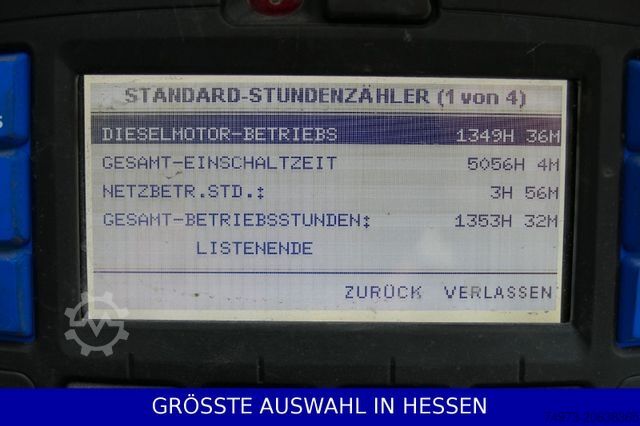 STANDARD-STUNDENZÄHLER (1 von 4)
DIESELMOTOR-BETRIEBS 1349H 36M
GESAMT-EINSCHALTZEIT 5056H 4M
NETZBETR.STD.: 3H 56M
GESAMT-BETRIEBSSTUNDEN: 1353H 32M
LISTENENDE
ZURÜCK VERLASSEN
GRÖSSTE AUSWAHL IN HESSEN